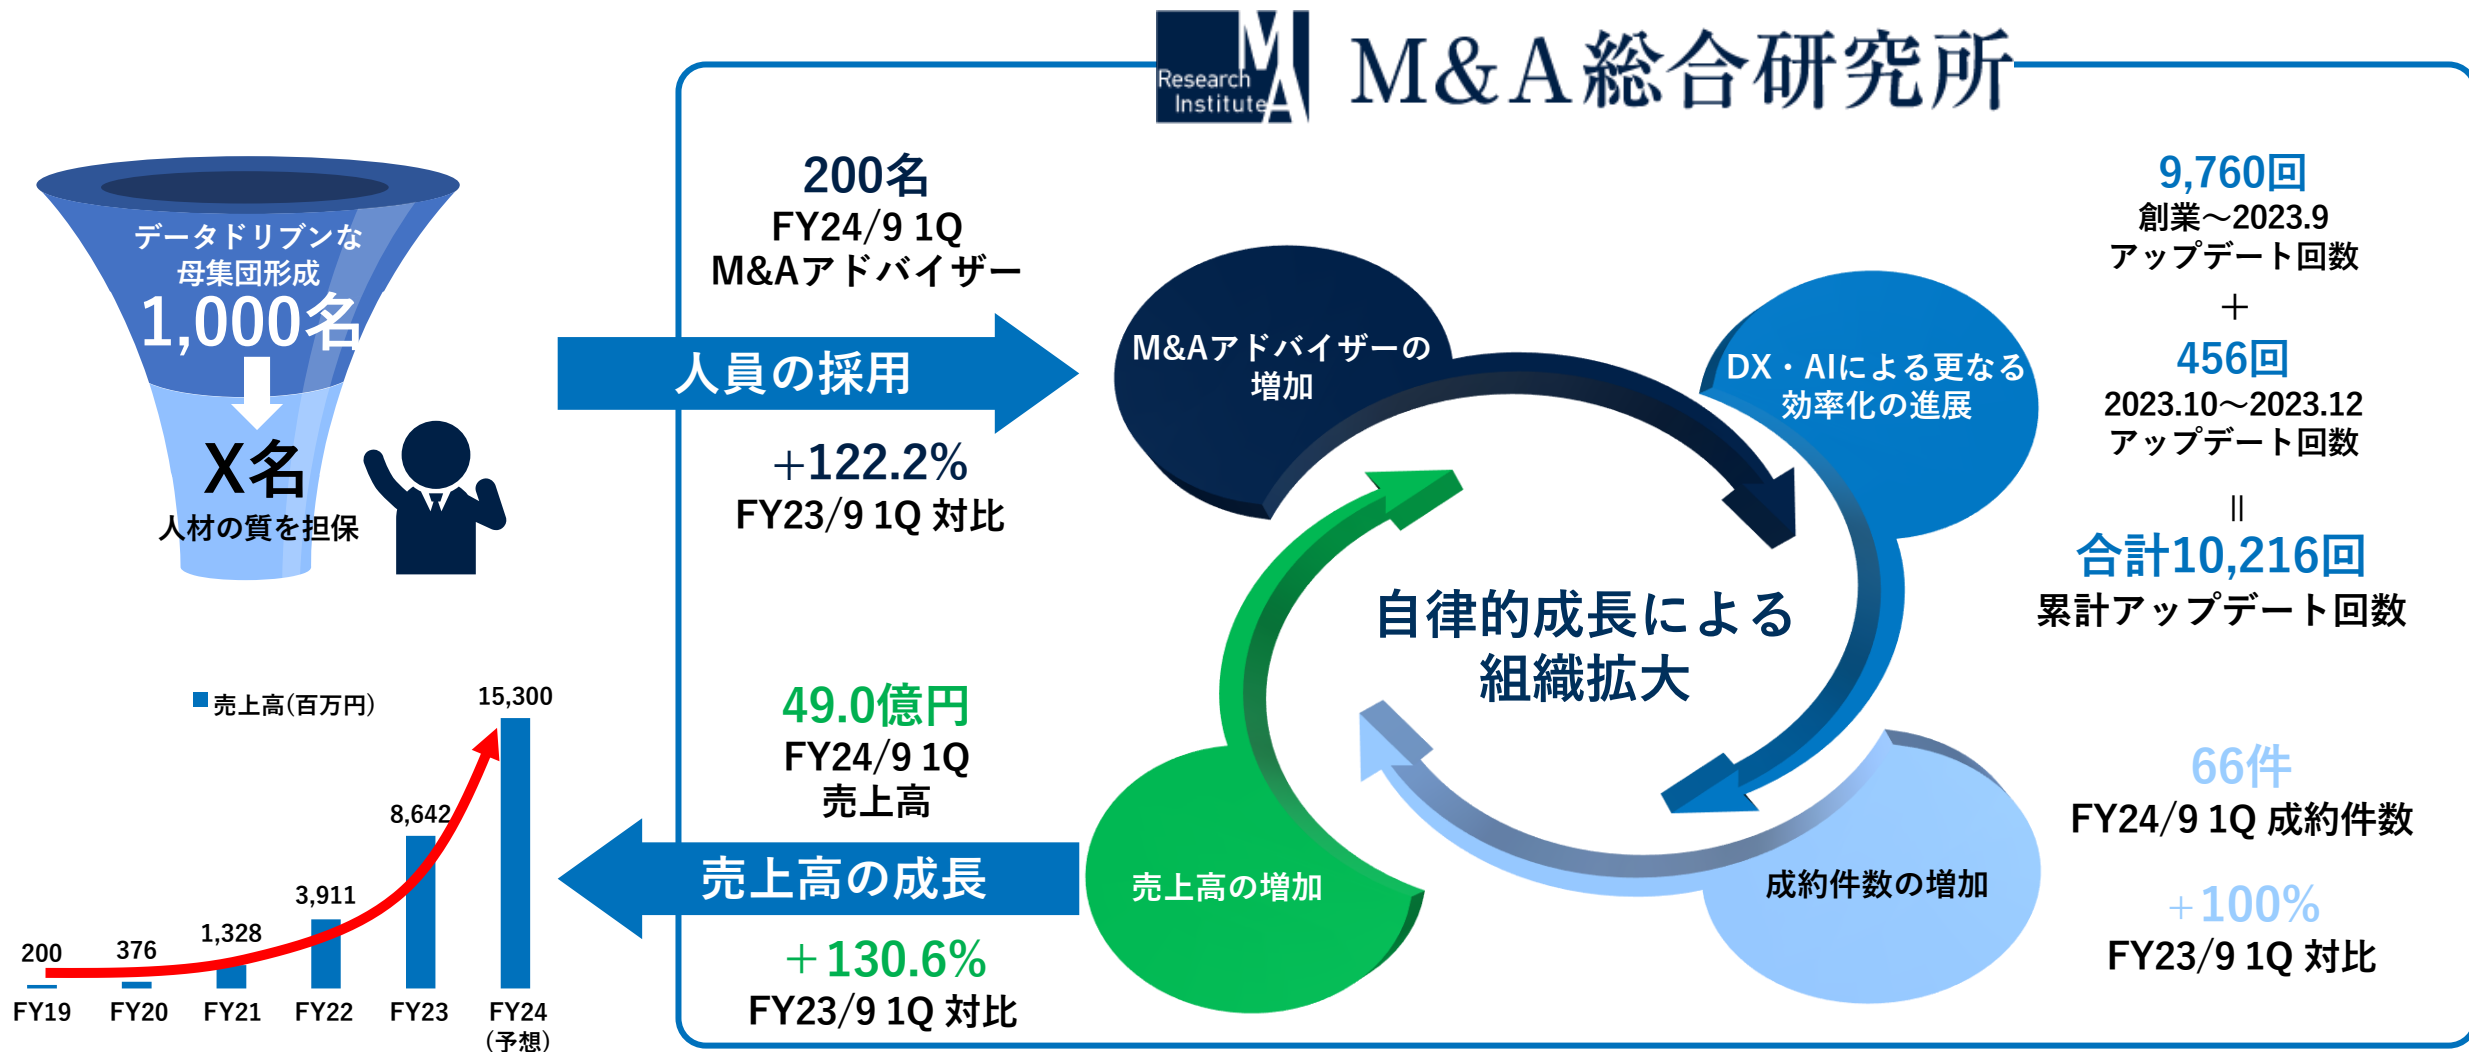 Research
Institute
MA
M&A総合研究所
データドリブンな
母集団形成
1,000名
X名
人材の質を担保
200名
FY24/9 1Q
M&Aアドバイザー
人員の採用
+122.2%
FY23/9 1Q 対比
M&Aアドバイザーの
増加
DX・AIによる更なる
効率化の進展
9,760回
創業～2023.9
アップデート回数
+
456回
2023.10～2023.12
アップデート回数
=
合計10,216回
累計アップデート回数
自律的成長による
組織拡大
■売上高(百万円)
15,300
8,642
3,911
1,328
376
200
FY19
FY20
FY21
FY22
FY23
FY24
(予想)
49.0億円
FY24/9 1Q
売上高
売上高の成長
+130.6%
FY23/9 1Q 対比
売上高の増加
成約件数の増加
66件
FY24/9 1Q 成約件数
+100%
FY23/9 1Q 対比